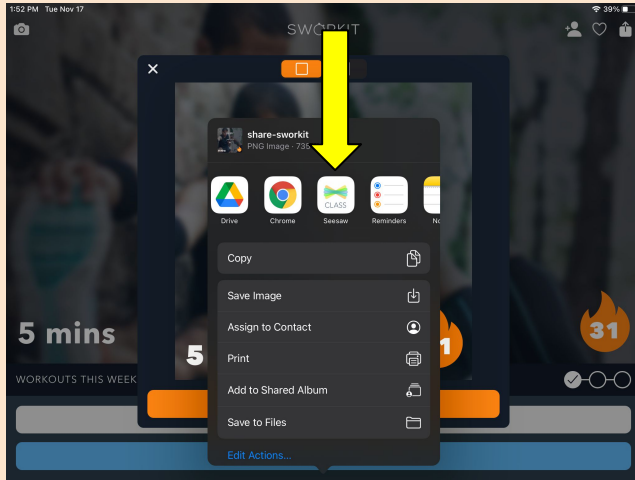 1:52 PM Tue Nov 17
39%
SWORKIT
share-sworkit
PNG Image · 735
CLASS
Drive
Chrome
Seesaw
Reminders
Copy
Save Image
Assign to Contact
Print
Add to Shared Album
Save to Files
Edit Actions...
5 mins
31
5
1
WORKOUTS THIS WEEK